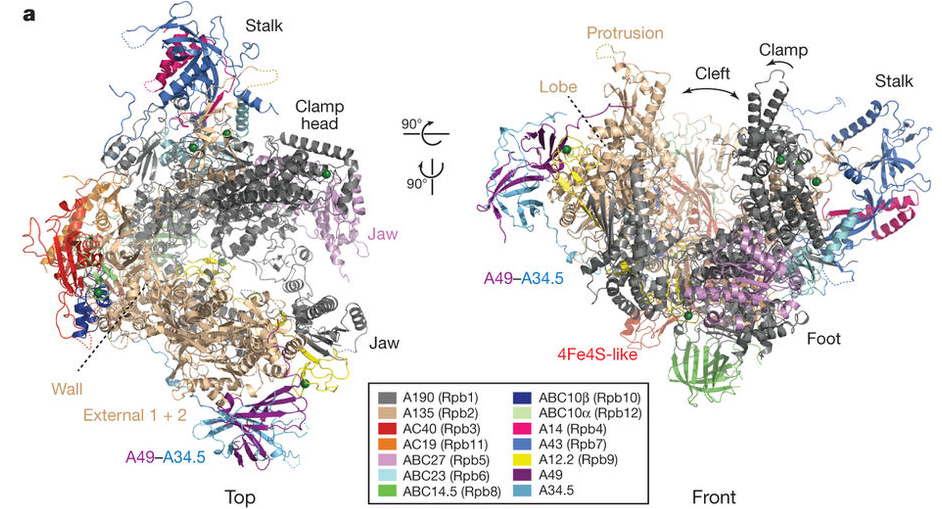 a
Stalk
Clamp
head
Jaw
Jaw
Wall
External 1 + 2
A49–A34.5
Top
90°
90°
Protrusion
Lobe
Cleft
Clamp
Stalk
A49–A34.5
4Fe4S-like
Foot
Front
A190 (Rpb1)
A135 (Rpb2)
AC40 (Rpb3)
AC19 (Rpb11)
ABC27 (Rpb5)
ABC23 (Rpb6)
ABC14.5 (Rpb8)
ABC10β (Rpb10)
ABC10α (Rpb12)
A14 (Rpb4)
A43 (Rpb7)
A12.2 (Rpb9)
A49
A34.5